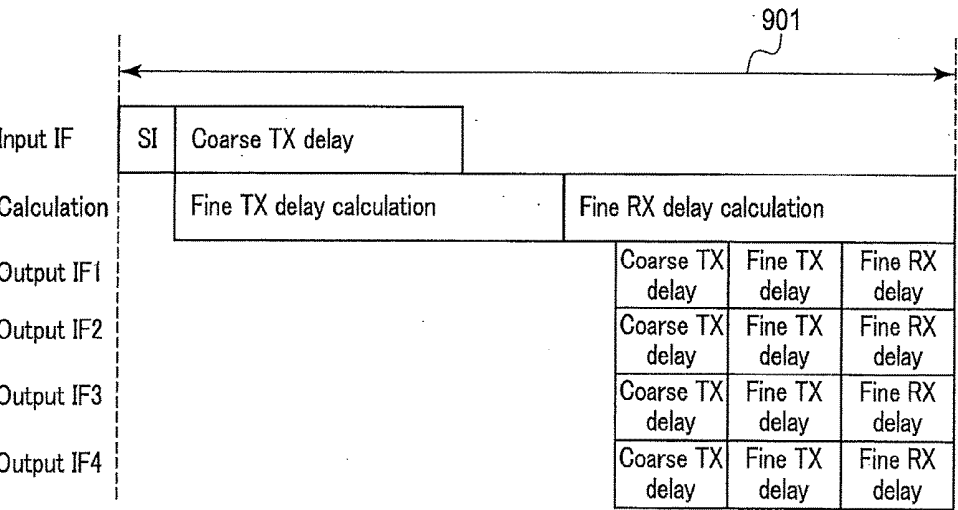 901
Input IF
SI
Coarse TX delay
Calculation
Fine TX delay calculation
Fine RX delay calculation
Output IF1
Coarse TX
delay
Fine TX
delay
Fine RX
delay
Output IF2
Coarse TX
delay
Fine TX
delay
Fine RX
delay
Output IF3
Coarse TX
delay
Fine TX
delay
Fine RX
delay
Output IF4
Coarse TX
delay
Fine TX
delay
Fine RX
delay